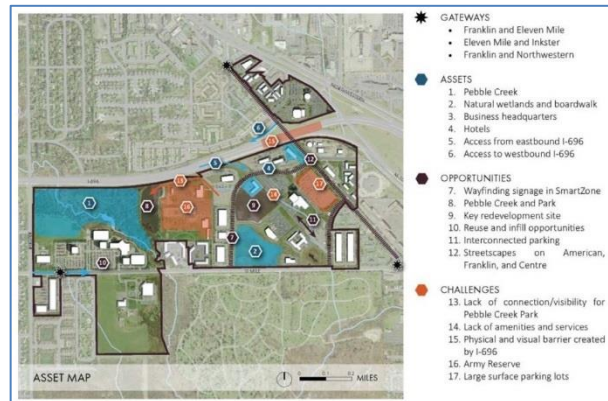 GATEWAYS
• Franklin and Eleven Mile
• Eleven Mile and Inkster
• Franklin and Northwestern
ASSETS
1. Pebble Creek
2. Natural wetlands and boardwalk
3. Business headquarters
4. Hotels
5. Access from eastbound I-696
6. Access to westbound I-696
OPPORTUNITIES
7. Wayfinding signage in SmartZone
8. Pebble Creek and Park
9. Key redevelopment site
10. Reuse and infill opportunities
11. Interconnected parking
12. Streetscapes on American,
Franklin, and Centre
CHALLENGES
13. Lack of connection/visibility for
Pebble Creek Park
14. Lack of amenities and services
15. Physical and visual barrier created
by I-696
16. Army Reserve
17. Large surface parking lots
ASSET MAP
MILES